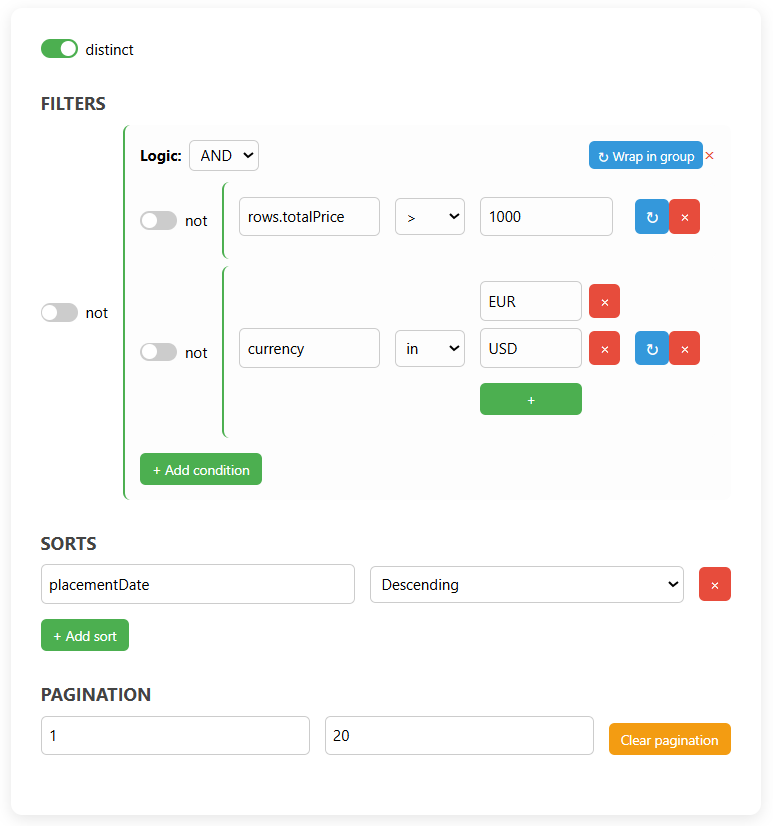 distinct
FILTERS
Logic: AND ↻ Wrap in group ×
not rows.totalPrice > 1000 ↻ ×
not
EUR ×
not currency in USD × ↻ ×
+
+ Add condition
SORTS
placementDate Descending ×
+ Add sort
PAGINATION
1 20 Clear pagination